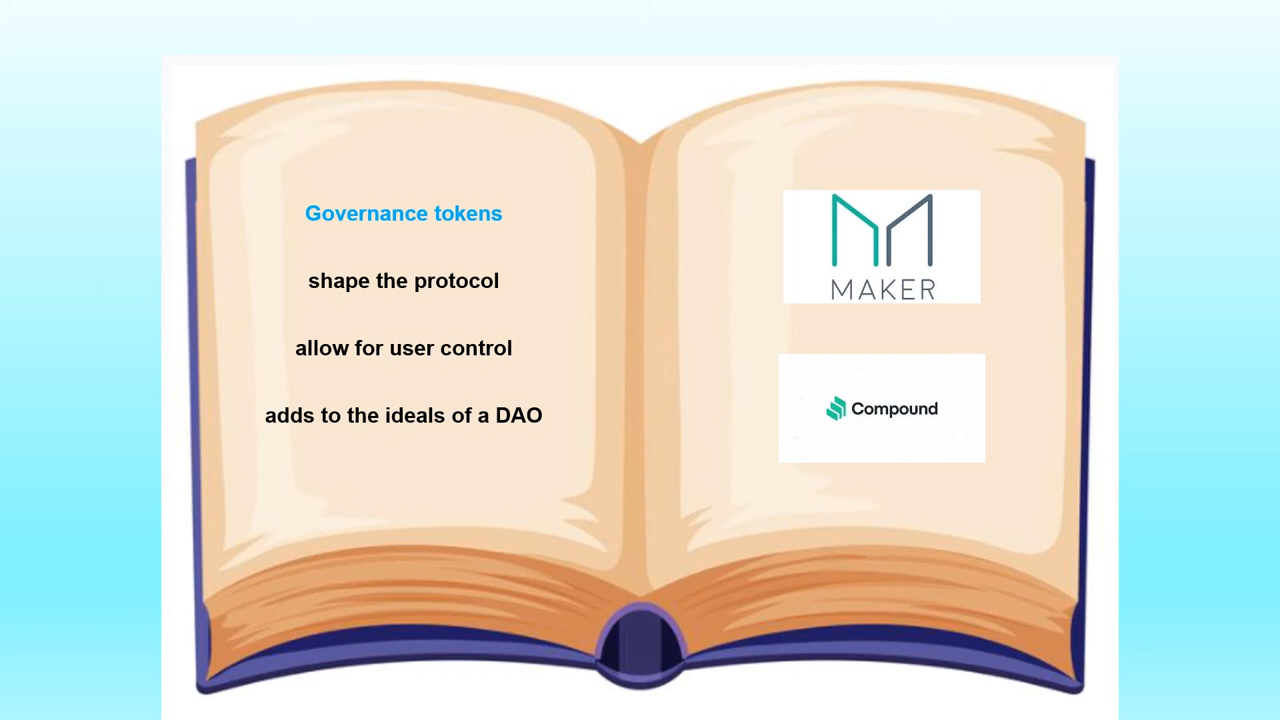 Governance tokens
shape the protocol
allow for user control
adds to the ideals of a DAO
MAKER
Compound